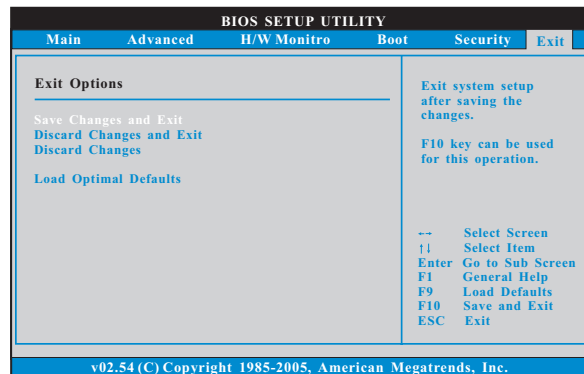 BIOS SETUP UTILITY
Main Advanced H/W Monitro Boot Security Exit
Exit Options
Save Changes and Exit
Discard Changes and Exit
Discard Changes
Load Optimal Defaults
Exit system setup
after saving the
changes.
F10 key can be used
for this operation.
←→ Select Screen
↑↓ Select Item
Enter Go to Sub Screen
F1 General Help
F9 Load Defaults
F10 Save and Exit
ESC Exit
v02.54 (C) Copyright 1985-2005, American Megatrends, Inc.